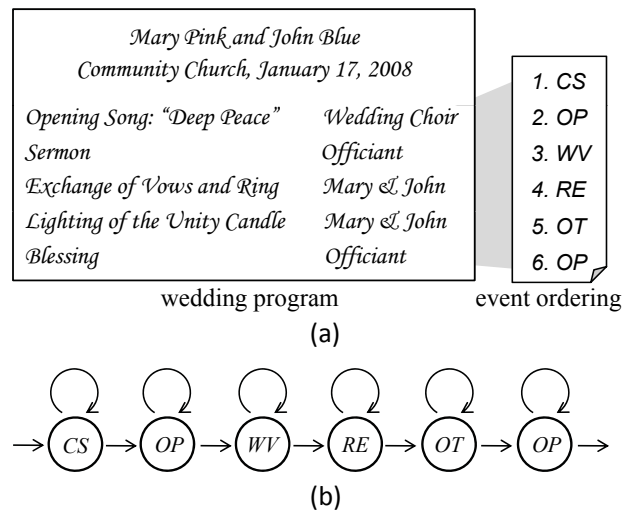 Mary Pink and John Blue
Community Church, January 17, 2008
Opening Song: “Deep Peace” Wedding Choir
Sermon Officiant
Exchange of Vows and Ring Mary & John
Lighting of the Unity Candle Mary & John
Blessing Officiant
1. CS
2. OP
3. WV
4. RE
5. OT
6. OP
wedding program event ordering
(a)
CS OP WV RE OT OP
(b)